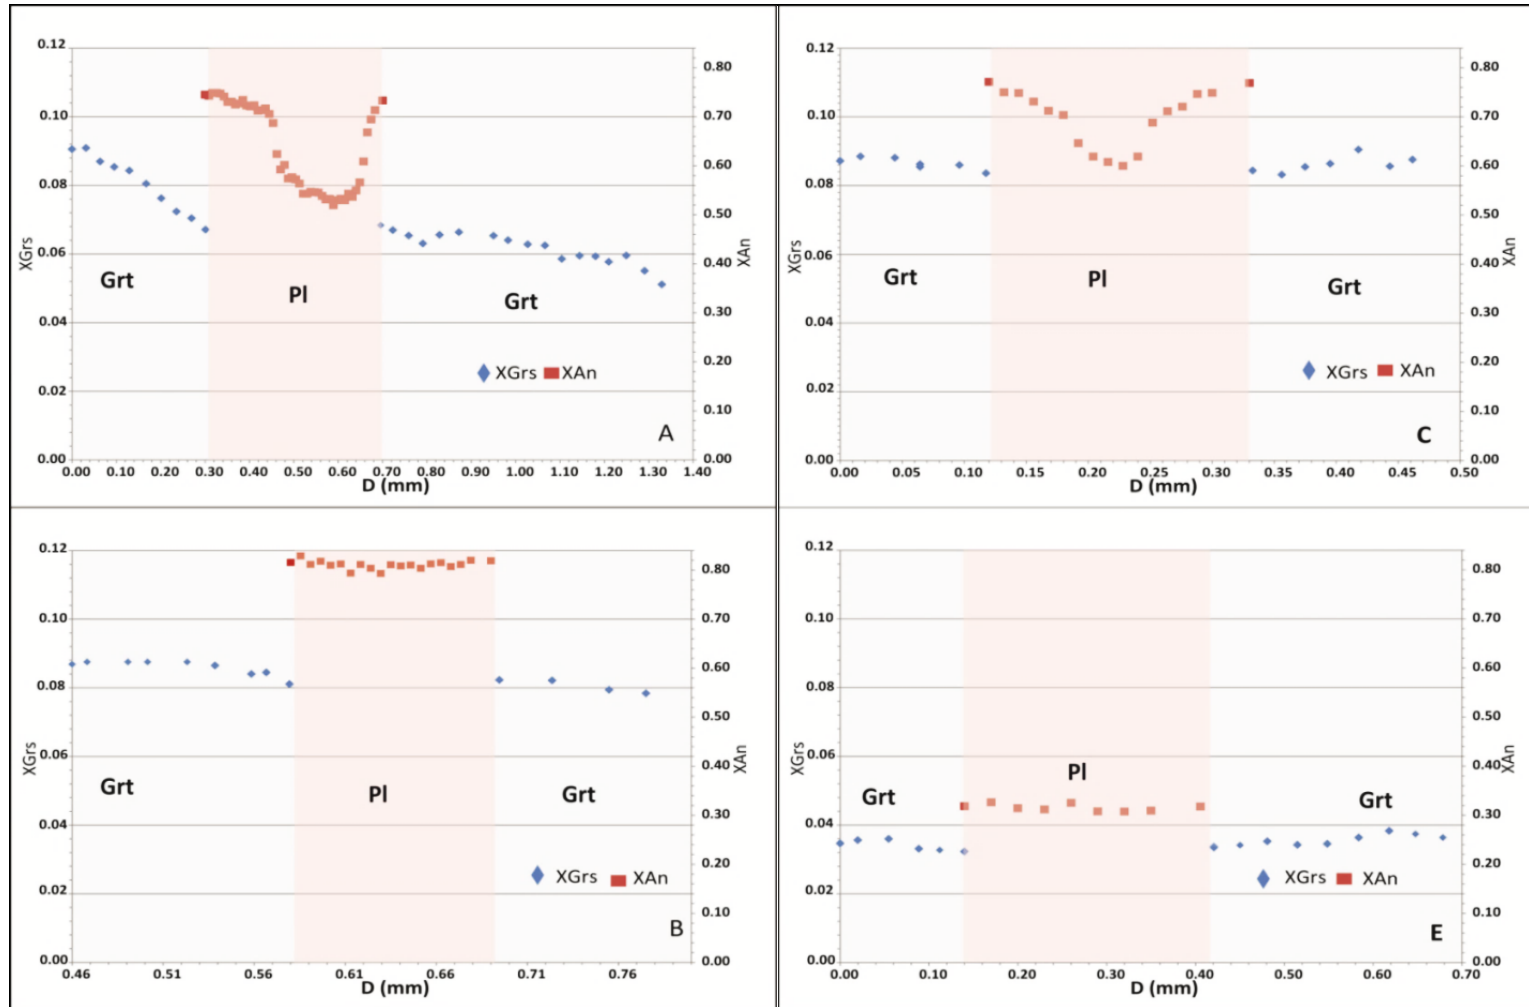 0.12
0.10
0.08
0.06
0.04
0.02
0.00
XGrs
0.80
0.70
0.60
0.50
0.40
0.30
0.20
0.10
0.00
XAn
Grt
Pl
Grt
XGrs XAn
A
0.00 0.10 0.20 0.30 0.40 0.50 0.60 0.70 0.80 0.90 1.00 1.10 1.20 1.30 1.40
D (mm)
0.12
0.10
0.08
0.06
0.04
0.02
0.00
XGrs
0.80
0.70
0.60
0.50
0.40
0.30
0.20
0.10
0.00
XAn
Grt
Pl
Grt
XGrs XAn
C
0.00 0.05 0.10 0.15 0.20 0.25 0.30 0.35 0.40 0.45 0.50
D (mm)
0.12
0.10
0.08
0.06
0.04
0.02
0.00
XGrs
0.80
0.70
0.60
0.50
0.40
0.30
0.20
0.10
0.00
XAn
Grt
Pl
Grt
XGrs XAn
B
0.46 0.51 0.56 0.61 0.66 0.71 0.76
D (mm)
0.12
0.10
0.08
0.06
0.04
0.02
0.00
XGrs
0.80
0.70
0.60
0.50
0.40
0.30
0.20
0.10
0.00
XAn
Grt
Pl
Grt
XGrs XAn
E
0.00 0.10 0.20 0.30 0.40 0.50 0.60 0.70
D (mm)